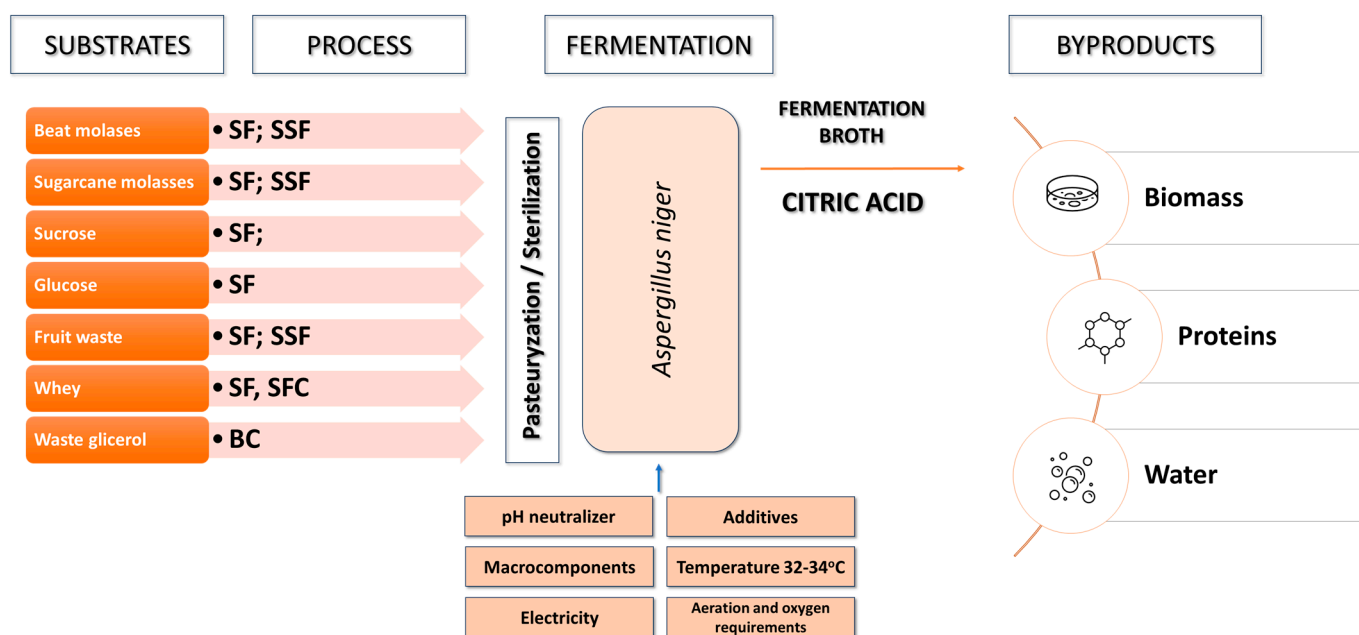 SUBSTRATES
PROCESS
FERMENTATION
BYPRODUCTS
Beat molases
• SF; SSF
Sugarcane molasses
• SF; SSF
Sucrose
• SF;
Glucose
• SF
Fruit waste
• SF; SSF
Whey
• SF, SFC
Waste glicerol
• BC
Pasteuryzation / Sterilization
Aspergillus niger
FERMENTATION
BROTH
CITRIC ACID
Biomass
Proteins
Water
pH neutralizer
Additives
Macrocomponents
Temperature 32-34°C
Electricity
Aeration and oxygen
requirements